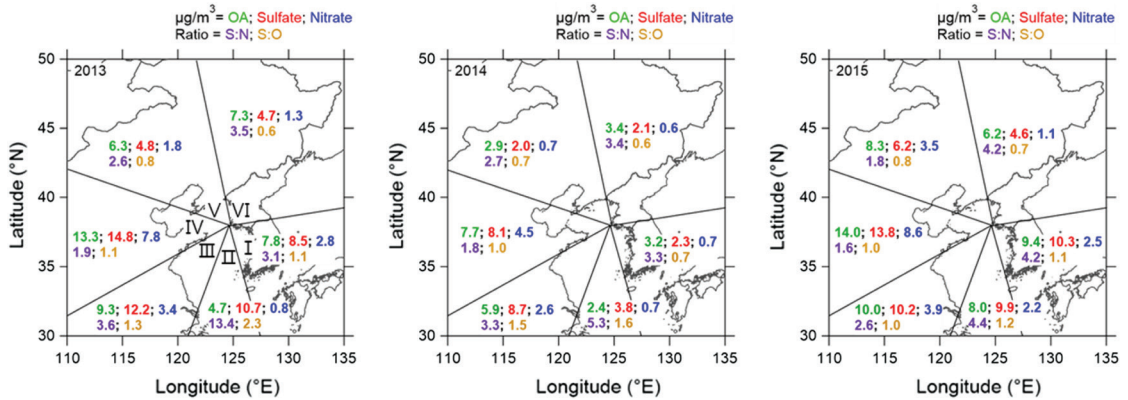 µg/m³ = OA; Sulfate; Nitrate
Ratio = S:N; S:O
2013
50
45
40
35
30
Latitude (°N)
7.3; 4.7; 1.3
3.5; 0.6
6.3; 4.8; 1.8
2.6; 0.8
V VI
IV
III II I
13.3; 14.8; 7.8
1.9; 1.1
7.8; 8.5; 2.8
3.1; 1.1
9.3; 12.2; 3.4
3.6; 1.3
4.7; 10.7; 0.8
13.4; 2.3
110 115 120 125 130 135
Longitude (°E)
µg/m³ = OA; Sulfate; Nitrate
Ratio = S:N; S:O
2014
50
45
40
35
30
Latitude (°N)
3.4; 2.1; 0.6
3.4; 0.6
2.9; 2.0; 0.7
2.7; 0.7
7.7; 8.1; 4.5
1.8; 1.0
3.2; 2.3; 0.7
3.3; 0.7
5.9; 8.7; 2.6
3.3; 1.5
2.4; 3.8; 0.7
5.3; 1.6
110 115 120 125 130 135
Longitude (°E)
µg/m³ = OA; Sulfate; Nitrate
Ratio = S:N; S:O
2015
50
45
40
35
30
Latitude (°N)
6.2; 4.6; 1.1
4.2; 0.7
8.3; 6.2; 3.5
1.8; 0.8
14.0; 13.8; 8.6
1.6; 1.0
9.4; 10.3; 2.5
4.2; 1.1
10.0; 10.2; 3.9
2.6; 1.0
8.0; 9.9; 2.2
4.4; 1.2
110 115 120 125 130 135
Longitude (°E)